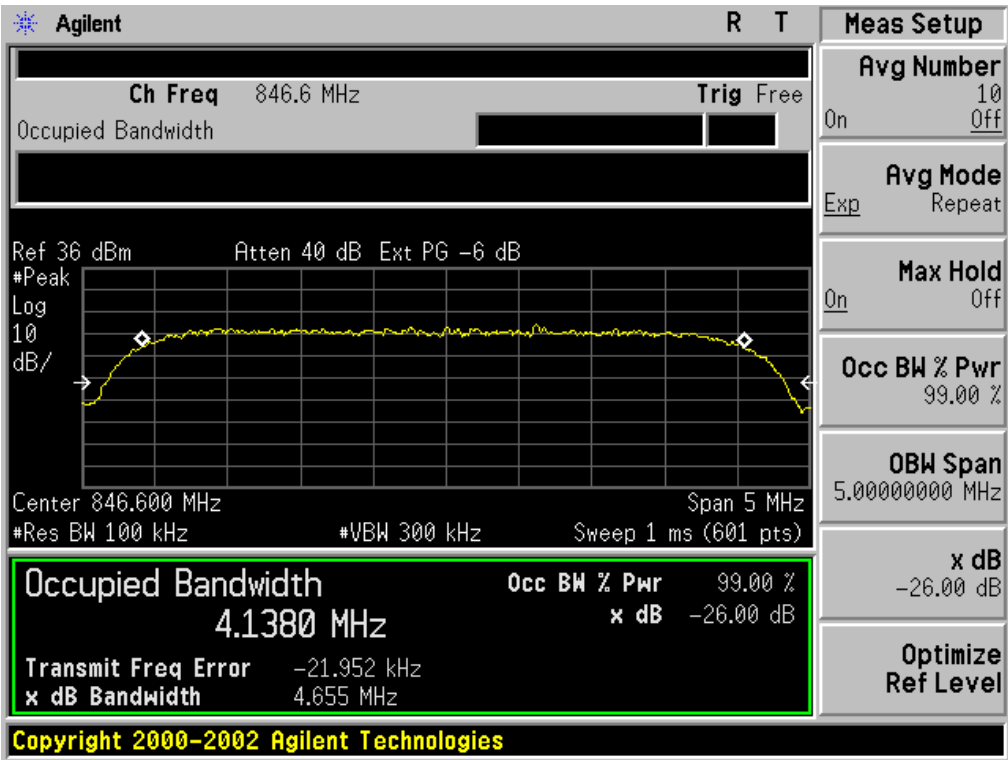 Agilent R T
Ch Freq 846.6 MHz Trig Free
Occupied Bandwidth
Ref 36 dBm Atten 40 dB Ext PG -6 dB
#Peak
Log
10
dB/
Center 846.600 MHz Span 5 MHz
#Res BW 100 kHz #VBW 300 kHz Sweep 1 ms (601 pts)
Occupied Bandwidth Occ BW % Pwr 99.00 %
4.1380 MHz x dB -26.00 dB
Transmit Freq Error -21.952 kHz
x dB Bandwidth 4.655 MHz
Copyright 2000-2002 Agilent Technologies
Meas Setup
Avg Number
10
On Off
Avg Mode
Exp Repeat
Max Hold
On Off
Occ BW % Pwr
99.00 %
OBW Span
5.00000000 MHz
x dB
-26.00 dB
Optimize
Ref Level